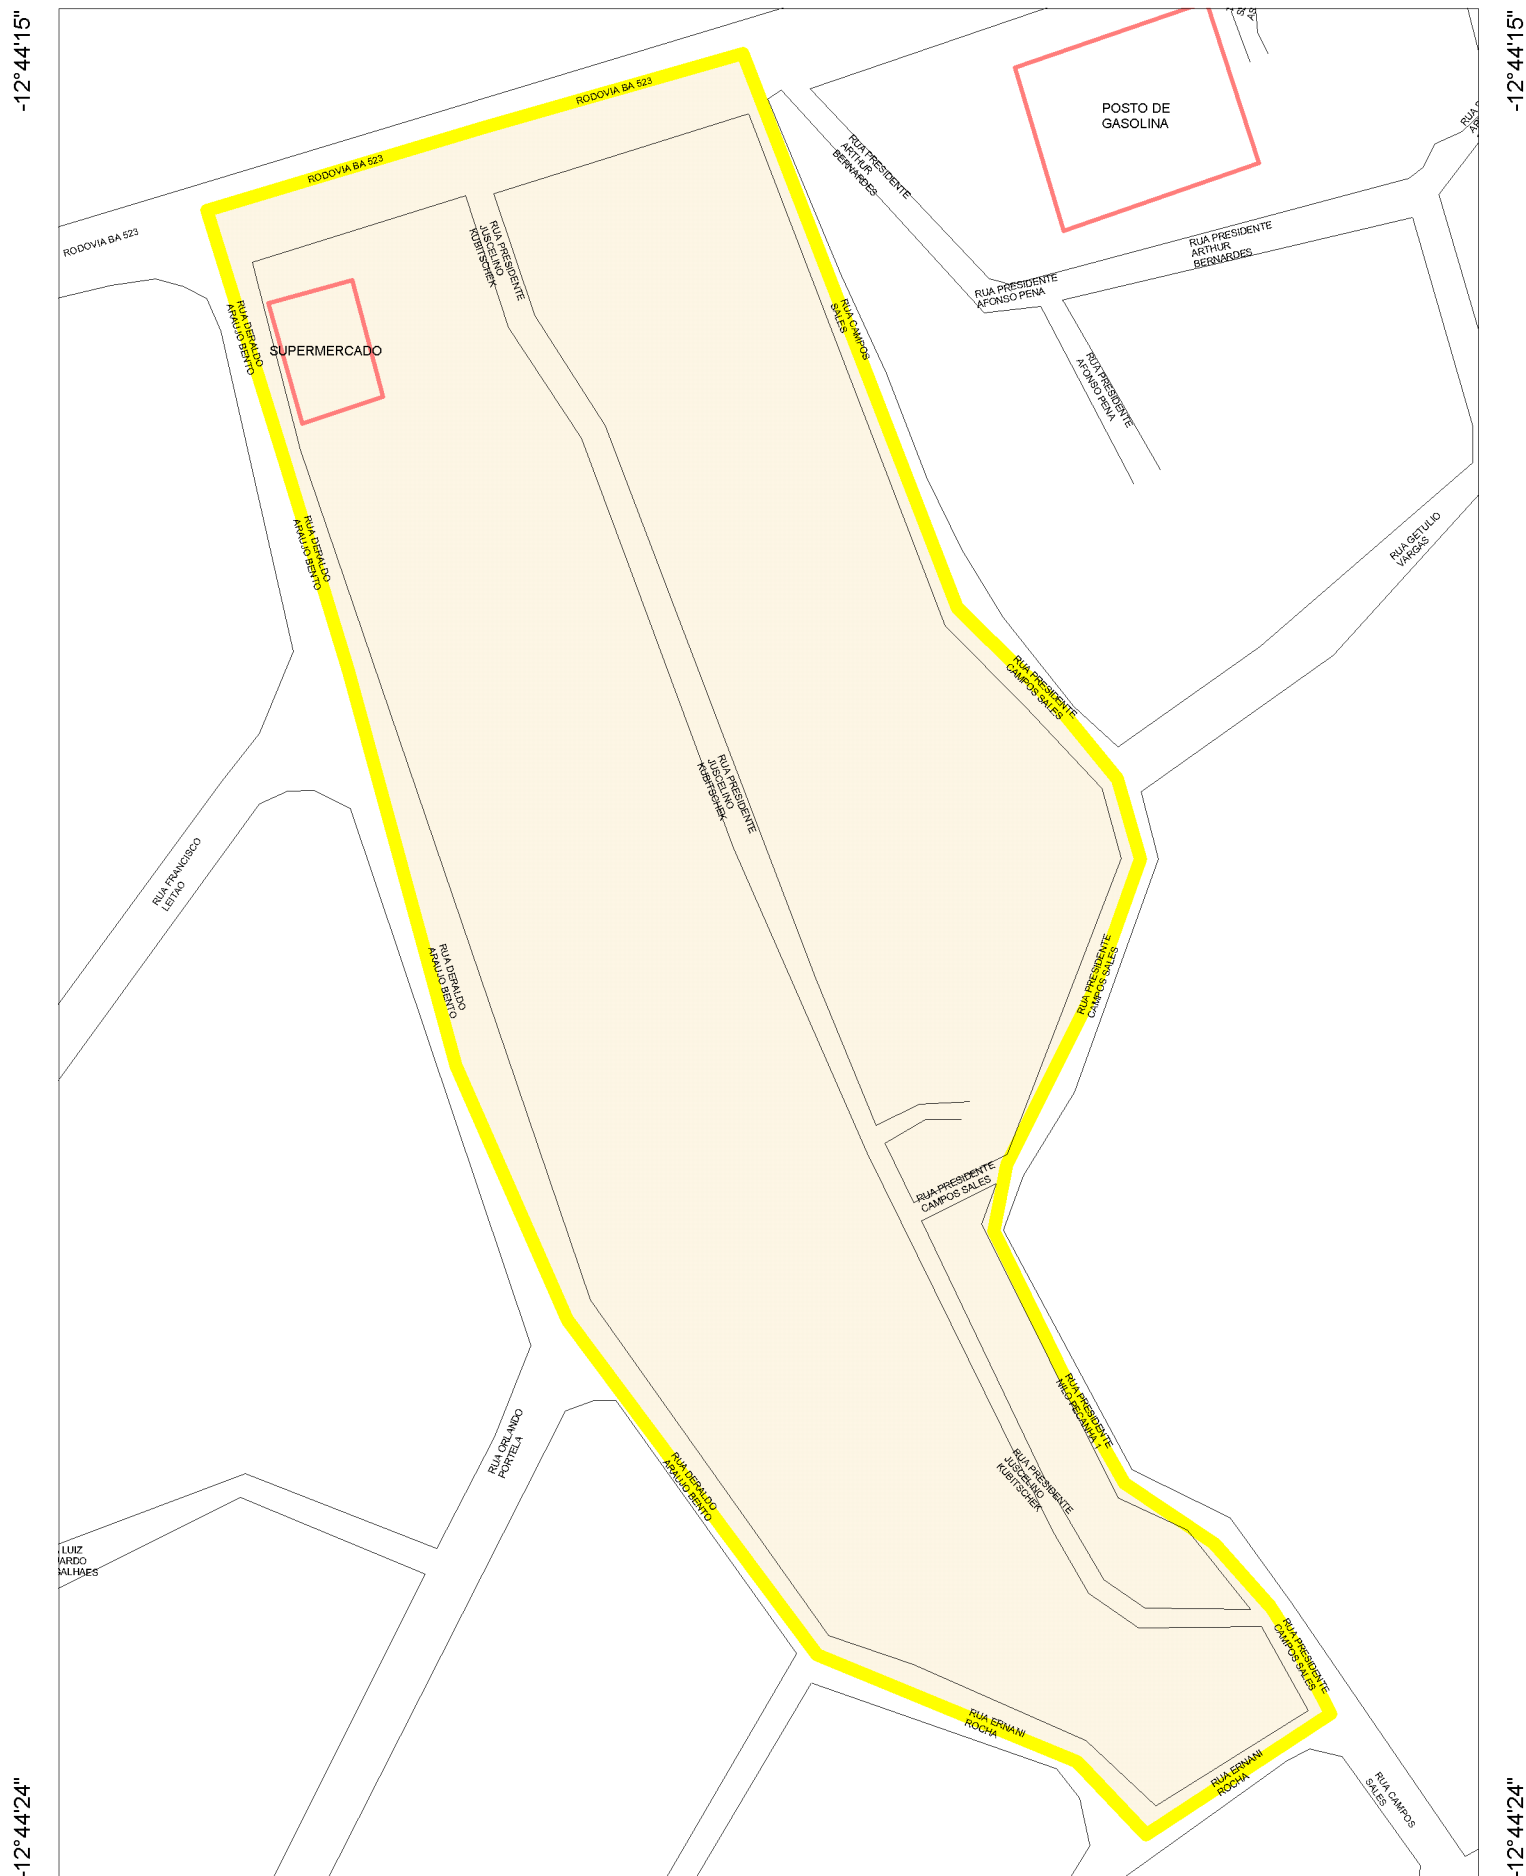 -12°44'15"
-12°44'15"
RODOVIA BA 523
RODOVIA BA 523
RODOVIA BA 523
POSTO DE
GASOLINA
RUA PRESIDENTE
ARTHUR
BERNARDES
RUA PRESIDENTE
ARTHUR
BERNARDES
RUA PRESIDENTE
AFONSO PENA
RUA PRESIDENTE
AFONSO PENA
RUA PRESIDENTE
JUSCELINO
KUBITSCHEK
RUA CAMPOS
SALES
RUA DERALDO
ARAUJO BENTO
SUPERMERCADO
RUA DERALDO
ARAUJO BENTO
RUA GETULIO
VARGAS
RUA PRESIDENTE
CAMPOS SALES
RUA PRESIDENTE
JUSCELINO
KUBITSCHEK
RUA FRANCISCO
LEITAO
RUA DERALDO
ARAUJO BENTO
RUA PRESIDENTE
CAMPOS SALES
RUA PRESIDENTE
CAMPOS SALES
RUA PRESIDENTE
NILO PECANHA 1
RUA ORLANDO
PORTELA
RUA DERALDO
ARAUJO BENTO
RUA PRESIDENTE
JUSCELINO
KUBITSCHEK
LUIZ
ARDO
ALHAES
RUA PRESIDENTE
CAMPOS SALES
RUA ERNANI
ROCHA
RUA ERNANI
ROCHA
RUA CAMPOS
SALES
-12°44'24"
-12°44'24"